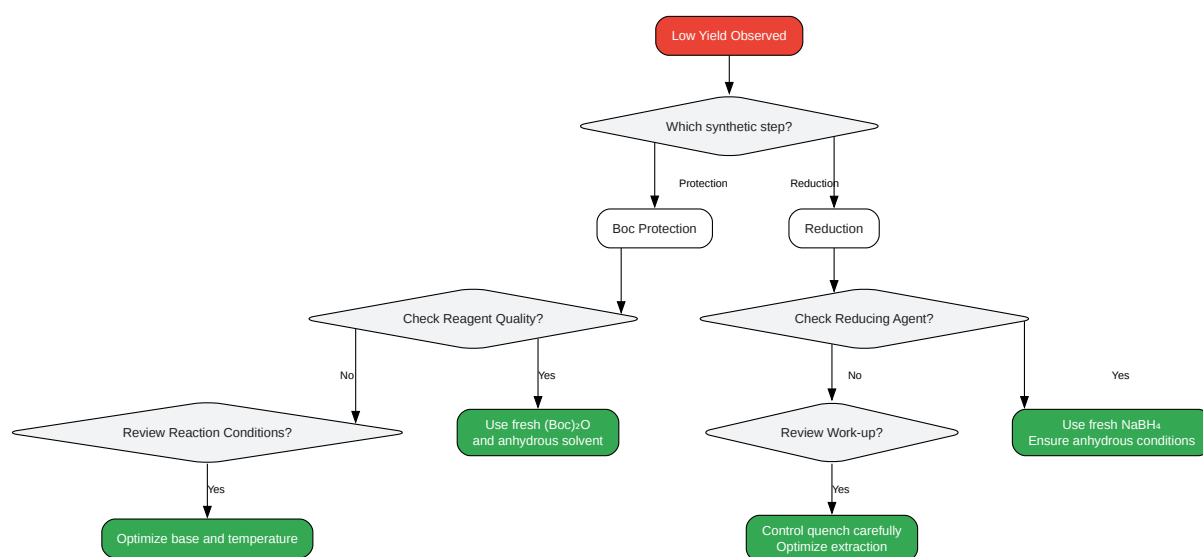 Low Yield Observed
Which synthetic step?
Protection
Reduction
Boc Protection
Reduction
Check Reagent Quality?
Check Reducing Agent?
No
Yes
No
Yes
Review Reaction Conditions?
Use fresh (Boc)₂O
and anhydrous solvent
Review Work-up?
Use fresh NaBH₄
Ensure anhydrous conditions
Yes
Yes
Optimize base and temperature
Control quench carefully
Optimize extraction